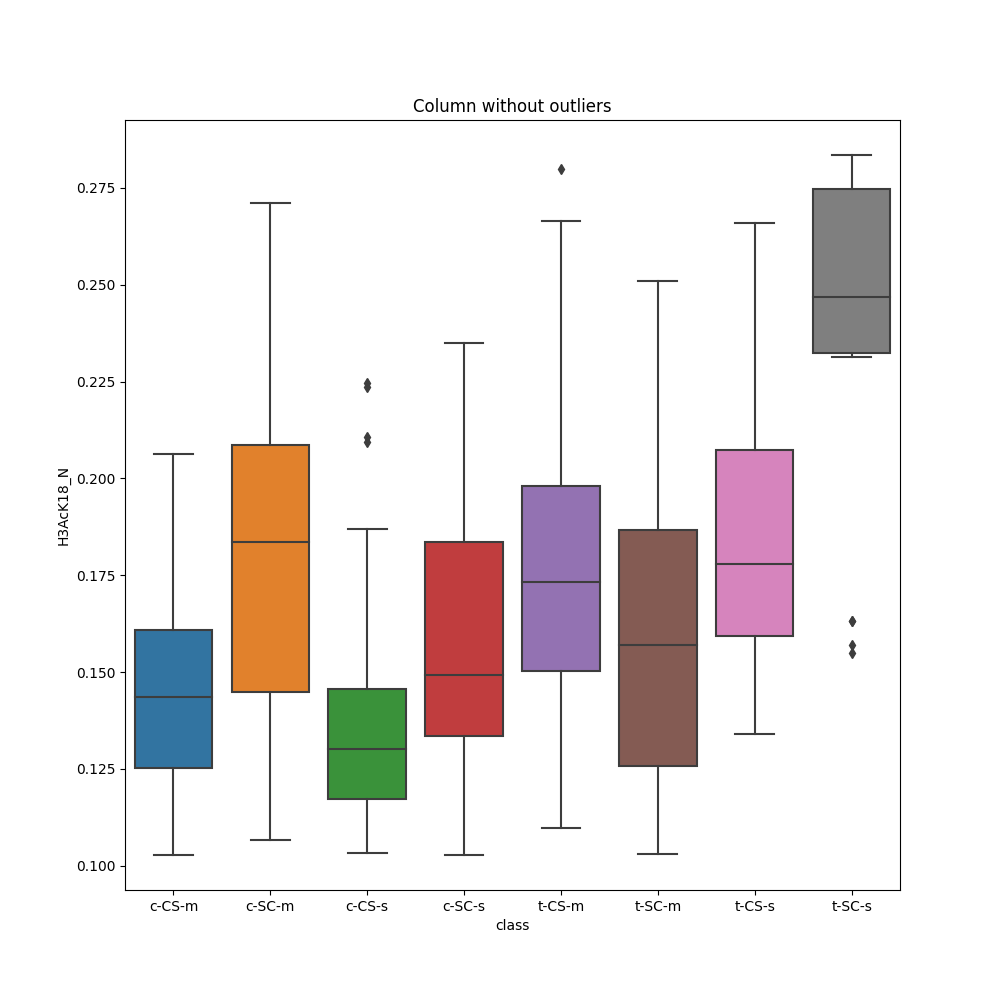 Column without outliers
H3AcK18_N
0.275
0.250
0.225
0.200
0.175
0.150
0.125
0.100
c-CS-m c-SC-m c-CS-s c-SC-s t-CS-m t-SC-m t-CS-s t-SC-s
class